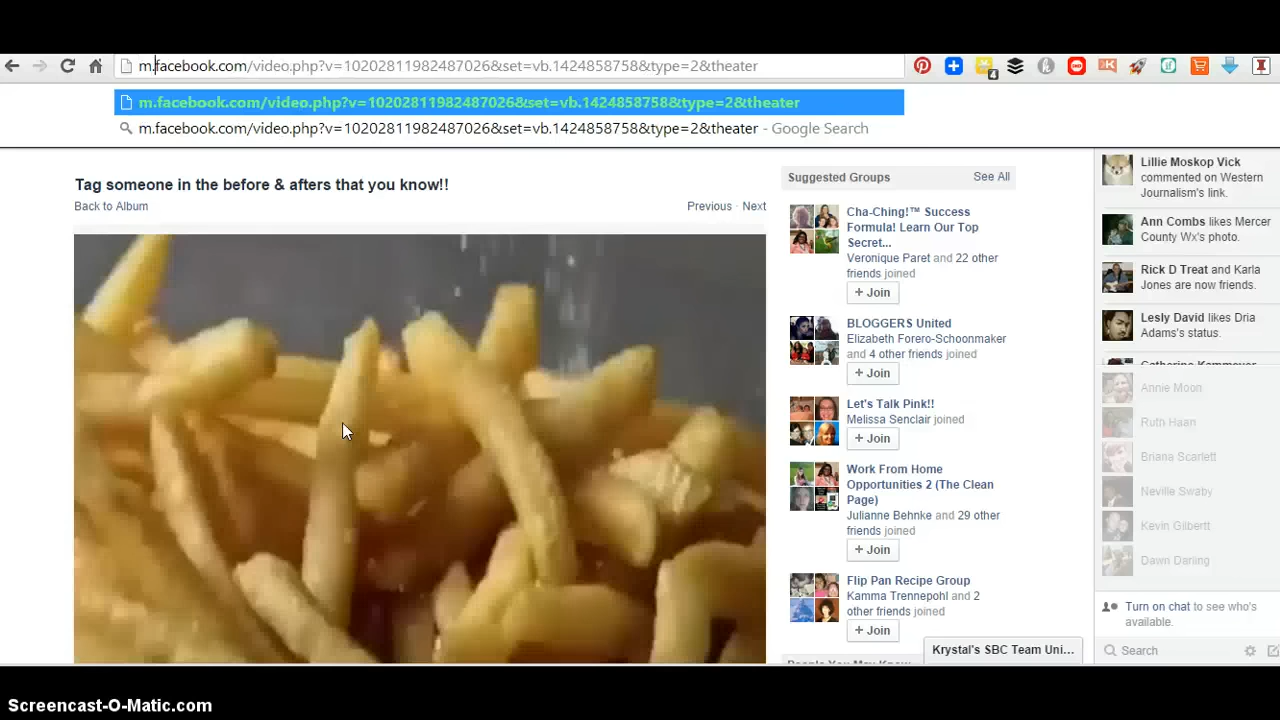 m.facebook.com/video.php?v=10202811982487026&set=vb.1424858758&type=2&theater
m.facebook.com/video.php?v=10202811982487026&set=vb.1424858758&type=2&theater
m.facebook.com/video.php?v=10202811982487026&set=vb.1424858758&type=2&theater - Google Search
4
Tag someone in the before & afters that you know!!
Back to Album
Previous · Next
Suggested Groups
See All
Cha-Ching!™ Success
Formula! Learn Our Top
Secret...
Veronique Paret and 22 other
friends joined
+ Join
BLOGGERS United
Elizabeth Forero-Schoonmaker
and 4 other friends joined
+ Join
Let's Talk Pink!!
Melissa Senclair joined
+ Join
Work From Home
Opportunities 2 (The Clean
Page)
Julianne Behnke and 29 other
friends joined
+ Join
Flip Pan Recipe Group
Kamma Trennepohl and 2
other friends joined
+ Join
Krystal's SBC Team Uni...
Lillie Moskop Vick
commented on Western
Journalism's link.
Ann Combs likes Mercer
County Wx's photo.
Rick D Treat and Karla
Jones are now friends.
Lesly David likes Dria
Adams's status.
Annie Moon
Ruth Haan
Briana Scarlett
Neville Swaby
Kevin Gilbertt
Dawn Darling
Turn on chat to see who's
available.
Search
Screencast-O-Matic.com